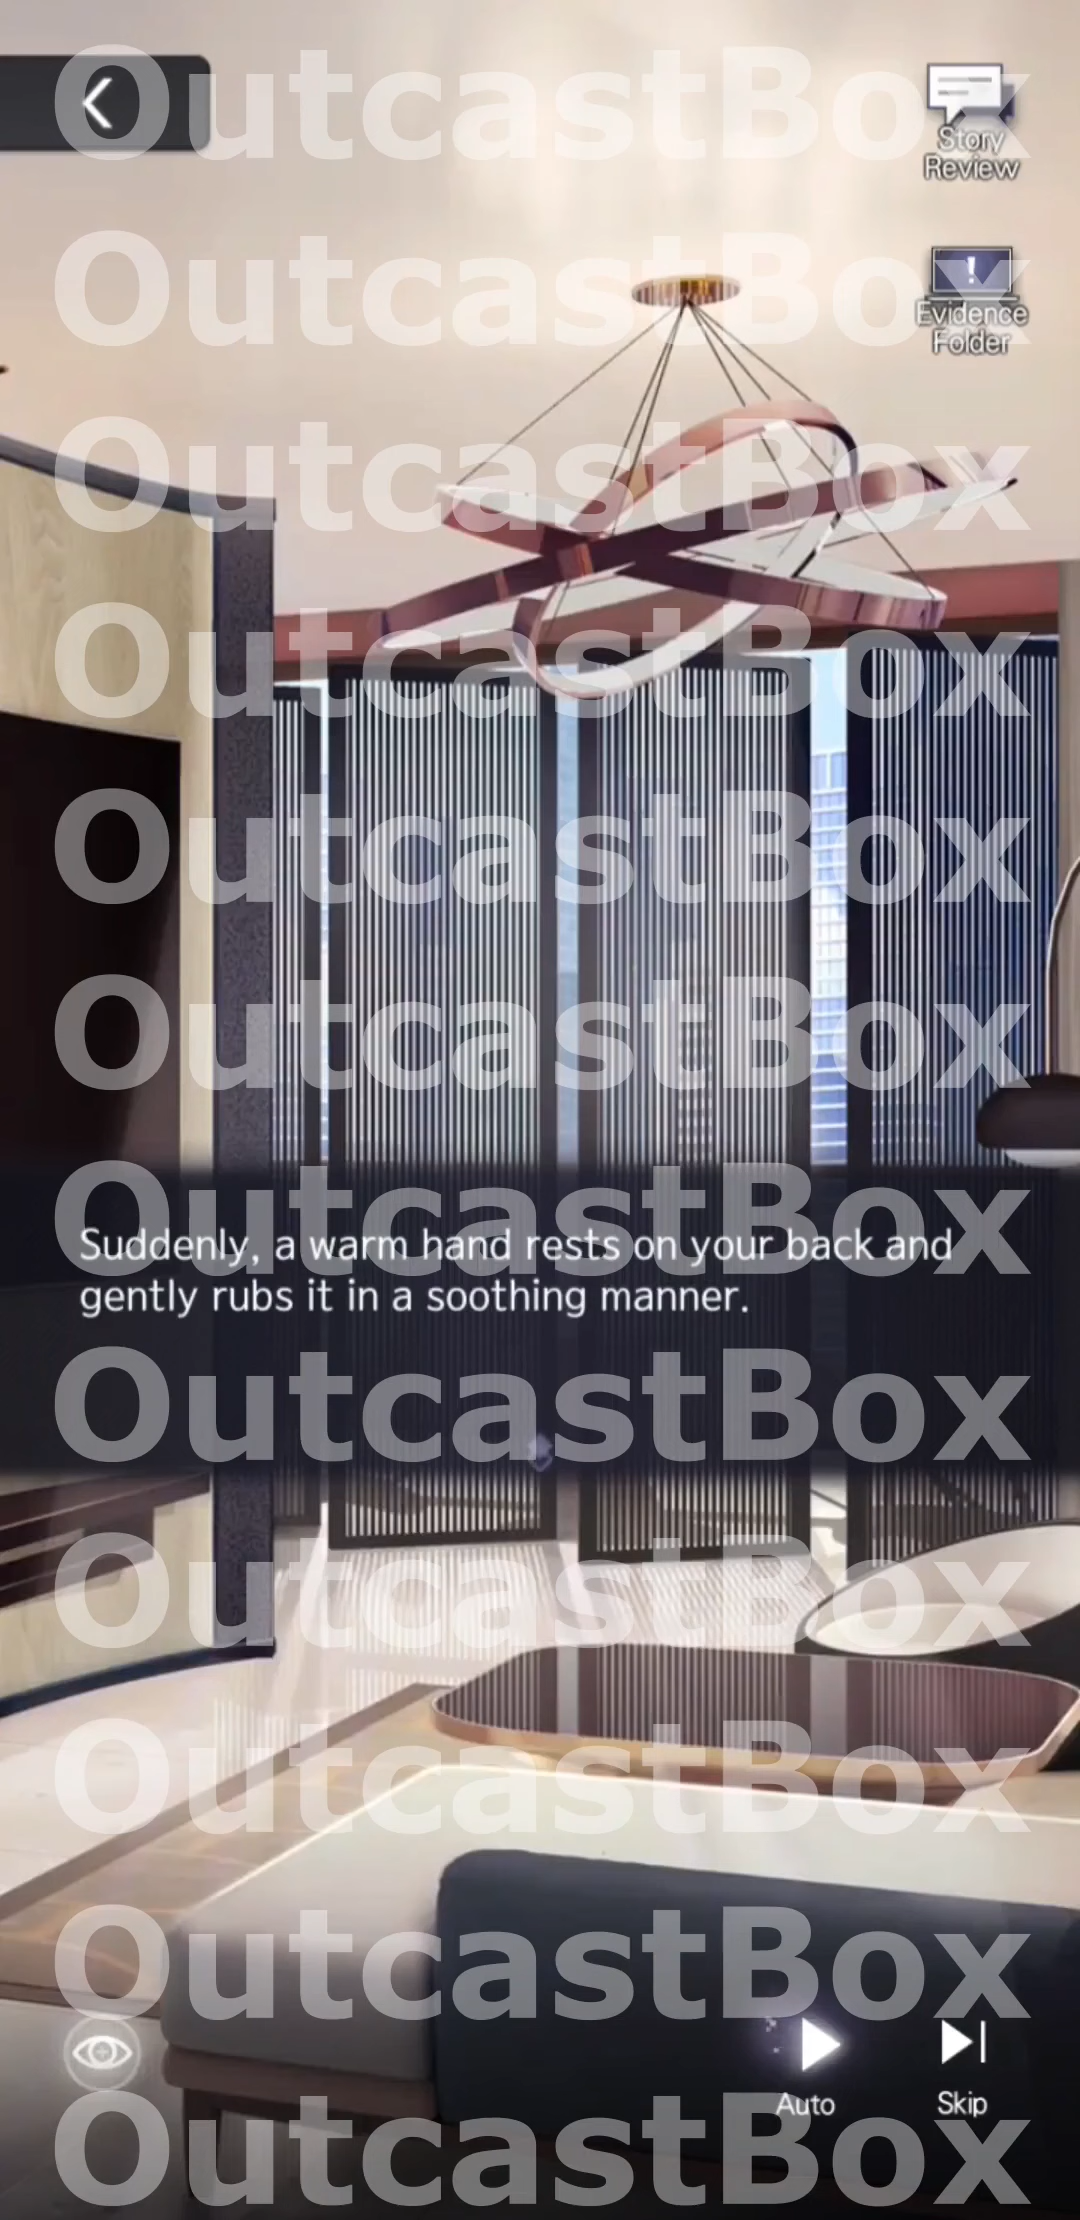 OutcastBox
Story
Review
OutcastBox
Evidence
Folder
OutcastBox
OutcastBox
OutcastBox
OutcastBox
OutcastBox
Suddenly, a warm hand rests on your back and
gently rubs it in a soothing manner.
OutcastBox
OutcastBox
OutcastBox
OutcastBox
Auto
Skip
OutcastBox